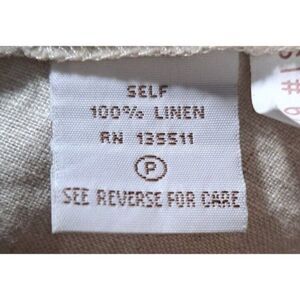 SELF
100% LINEN
RN 135511
P
SEE REVERSE FOR CARE